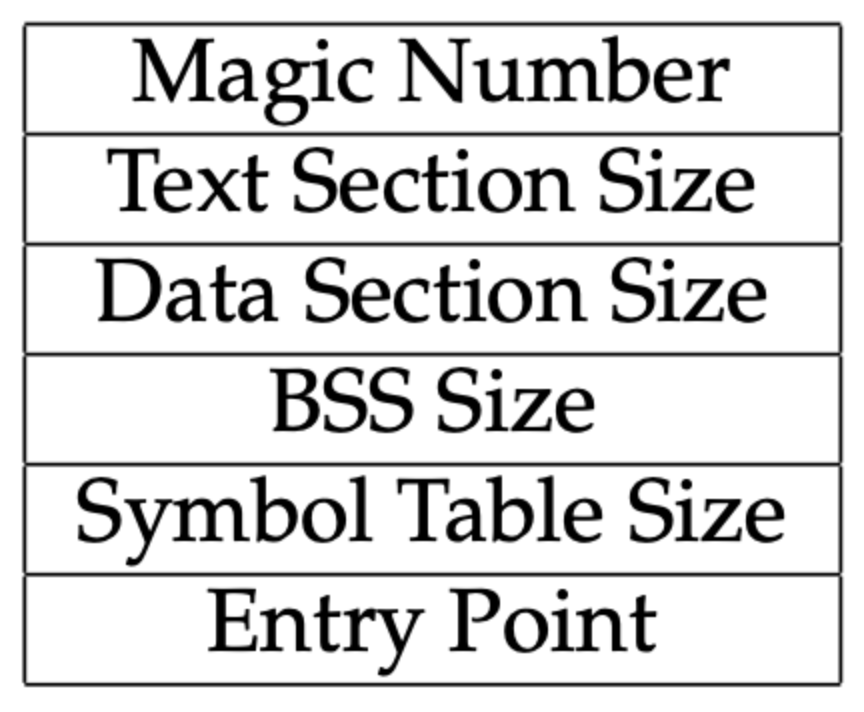 Magic Number
Text Section Size
Data Section Size
BSS Size
Symbol Table Size
Entry Point